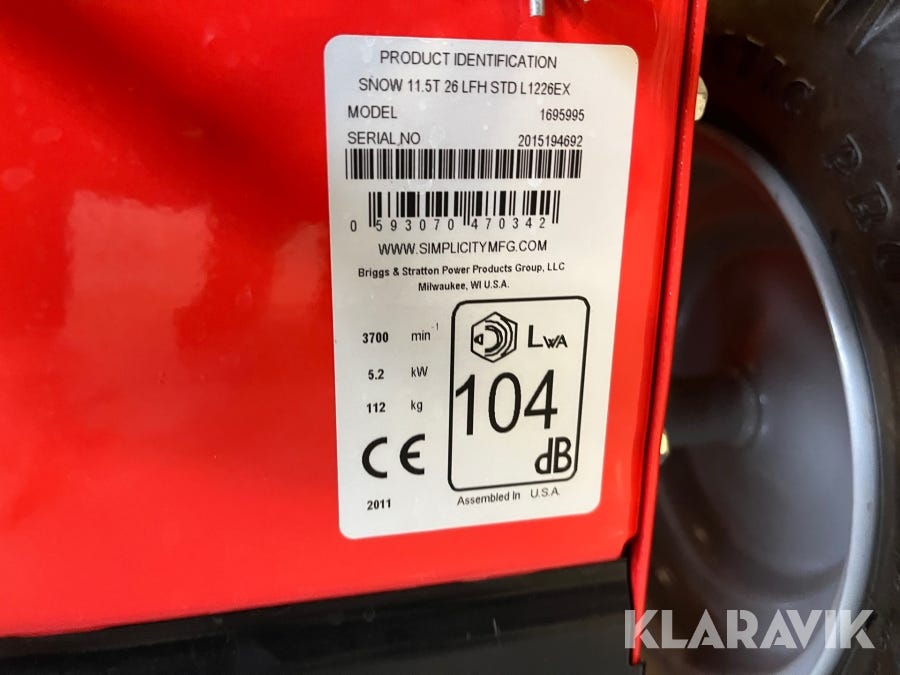 PRODUCT IDENTIFICATION
SNOW 11.5T 26 LFH STD L1226EX
MODEL 1695995
SERIAL NO 2015194692
0 593070 470342
WWW.SIMPLICITYMFG.COM
Briggs & Stratton Power Products Group, LLC
Milwaukee, WI U.S.A.
3700 min-1
5.2 kW
112 kg
CE
2011
LWA
104
dB
Assembled In U.S.A.
KLARAVIK